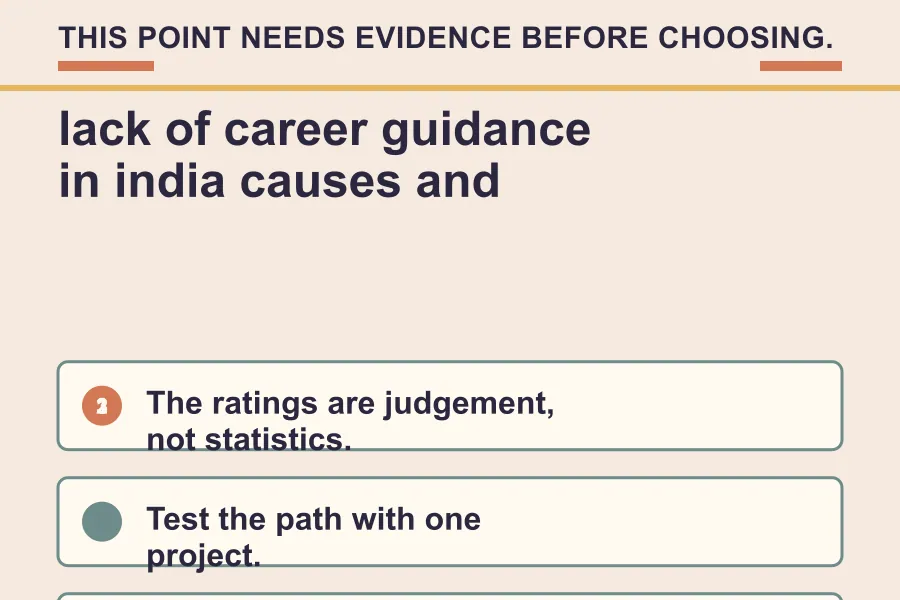 THIS POINT NEEDS EVIDENCE BEFORE CHOOSING.
lack of career guidance
in india causes and
The ratings are judgement,
not statistics.
Test the path with one
project.